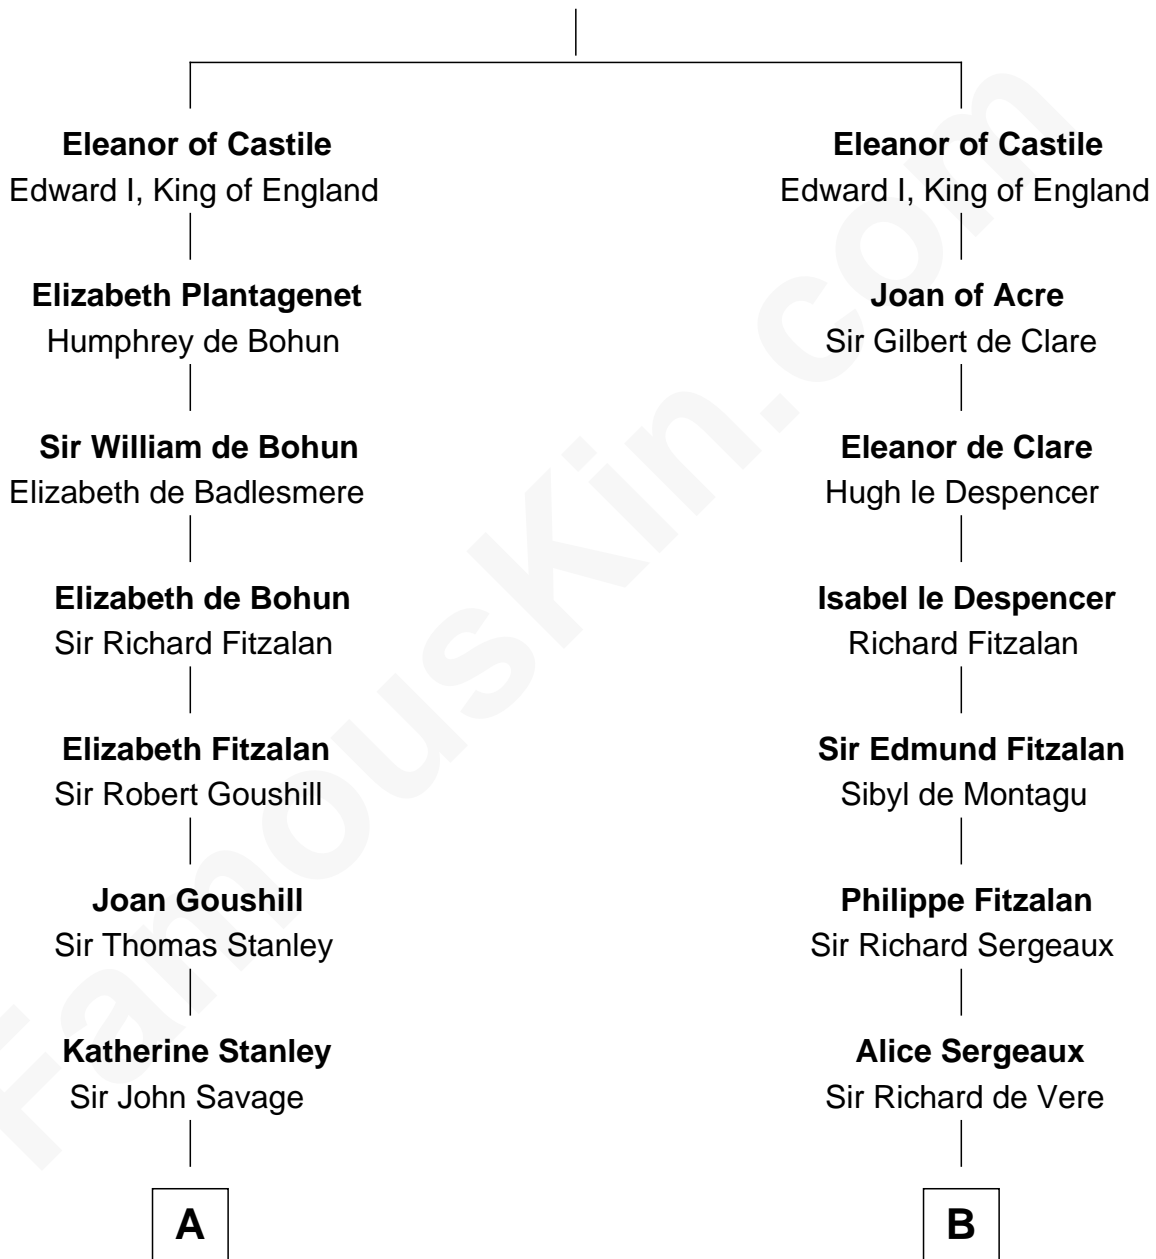 Eleanor of Castile
Edward I, King of England
Elizabeth Plantagenet
Humphrey de Bohun
Sir William de Bohun
Elizabeth de Badlesmere
Elizabeth de Bohun
Sir Richard Fitzalan
Elizabeth Fitzalan
Sir Robert Goushill
Joan Goushill
Sir Thomas Stanley
Katherine Stanley
Sir John Savage
A
Eleanor of Castile
Edward I, King of England
Joan of Acre
Sir Gilbert de Clare
Eleanor de Clare
Hugh le Despencer
Isabel le Despencer
Richard Fitzalan
Sir Edmund Fitzalan
Sibyl de Montagu
Philippe Fitzalan
Sir Richard Sergeaux
Alice Sergeaux
Sir Richard de Vere
B
FamousKin.com